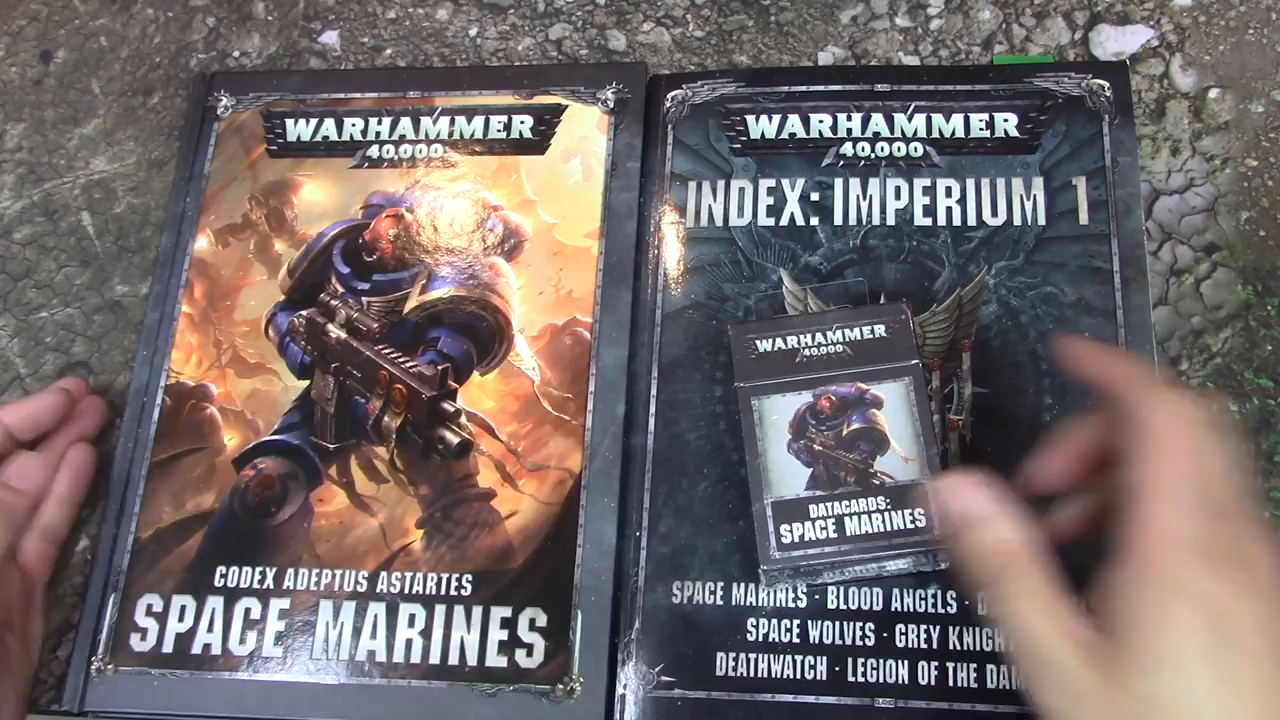 WARHAMMER
40,000
CODEX ADEPTUS ASTARTES
SPACE MARINES
WARHAMMER
40,000
INDEX: IMPERIUM 1
WARHAMMER
40,000
DATACARDS:
SPACE MARINES
SPACE MARINES · BLOOD ANGELS ·
SPACE WOLVES · GREY KNIGH
DEATHWATCH · LEGION OF THE DAM